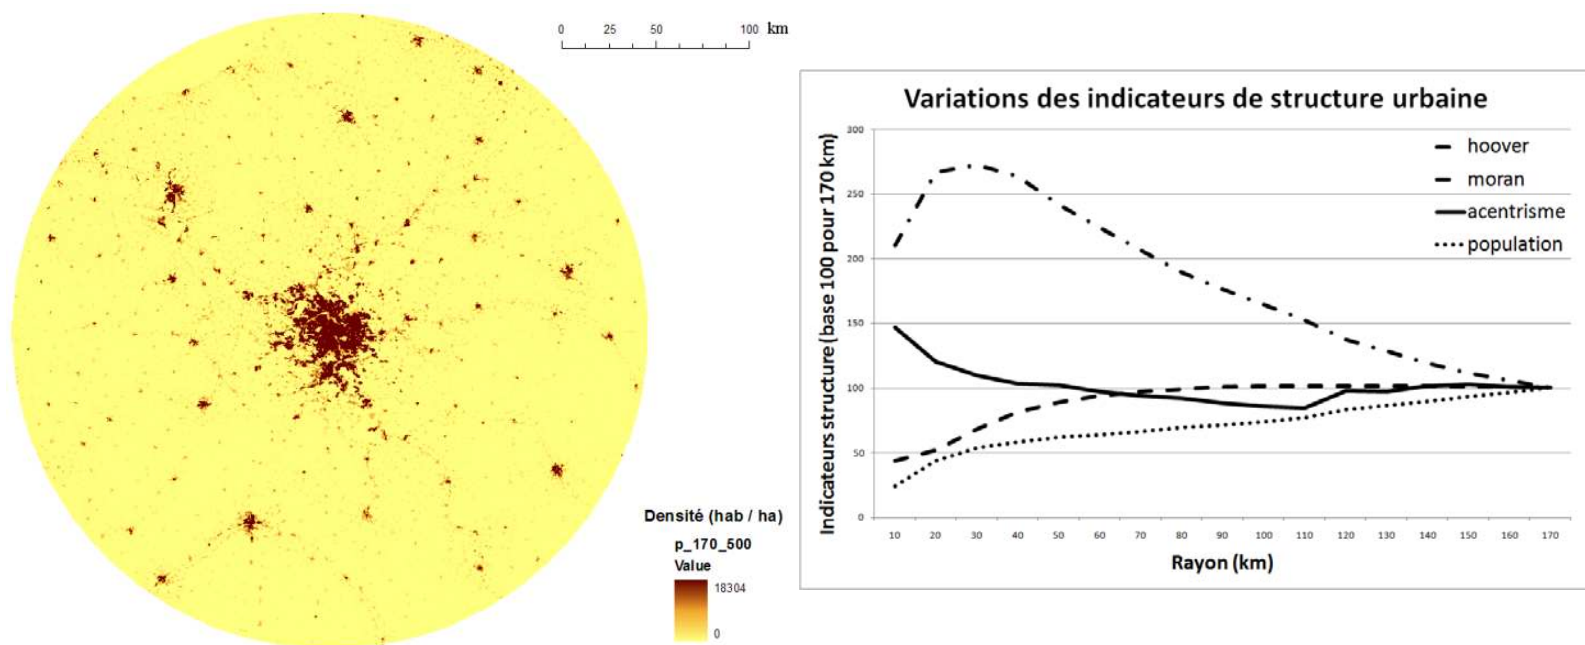 0 25 50 100 km
Densité (hab / ha)
p_170_500
Value
18304
0
Variations des indicateurs de structure urbaine
Indicateurs structure (base 100 pour 170 km)
300
250
200
150
100
50
0
hoover
moran
acentrisme
population
10 20 30 40 50 60 70 80 90 100 110 120 130 140 150 160 170
Rayon (km)